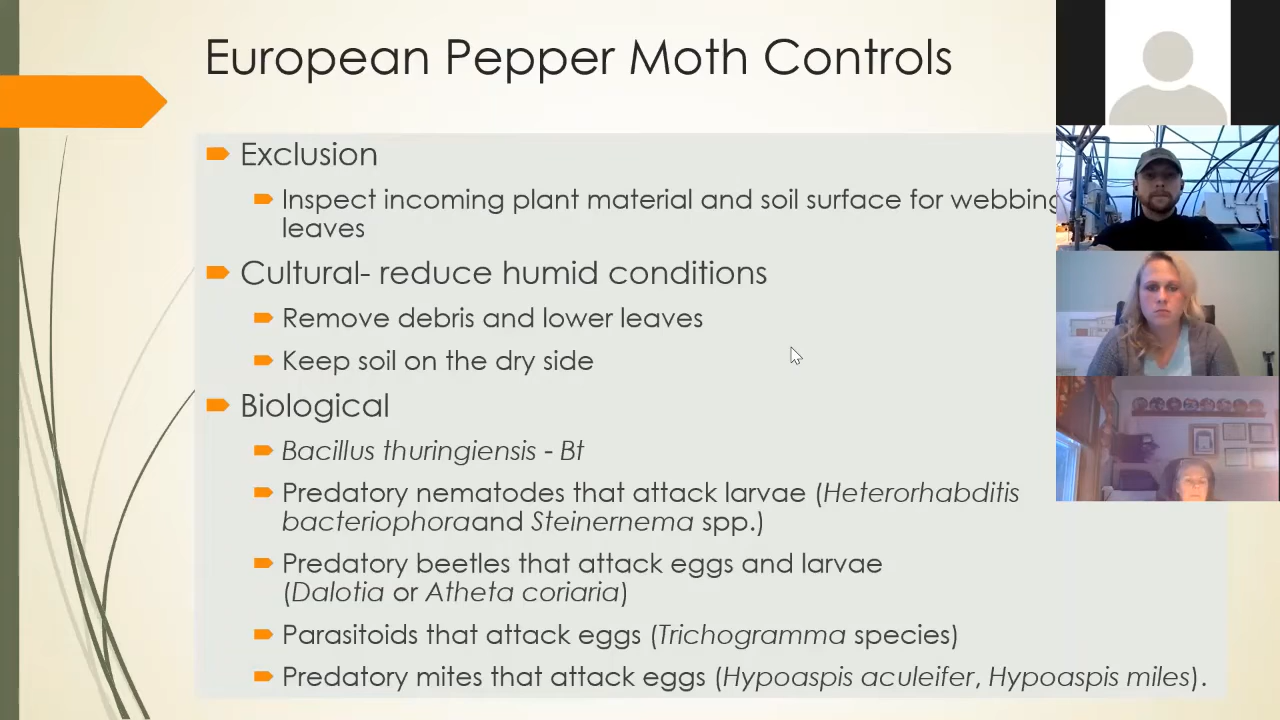 European Pepper Moth Controls
Exclusion
Inspect incoming plant material and soil surface for webbing
leaves
Cultural- reduce humid conditions
Remove debris and lower leaves
Keep soil on the dry side
Biological
Bacillus thuringiensis - Bt
Predatory nematodes that attack larvae (Heterorhabditis
bacteriophoraand Steinernema spp.)
Predatory beetles that attack eggs and larvae
(Dalotia or Atheta coriaria)
Parasitoids that attack eggs (Trichogramma species)
Predatory mites that attack eggs (Hypoaspis aculeifer, Hypoaspis miles).